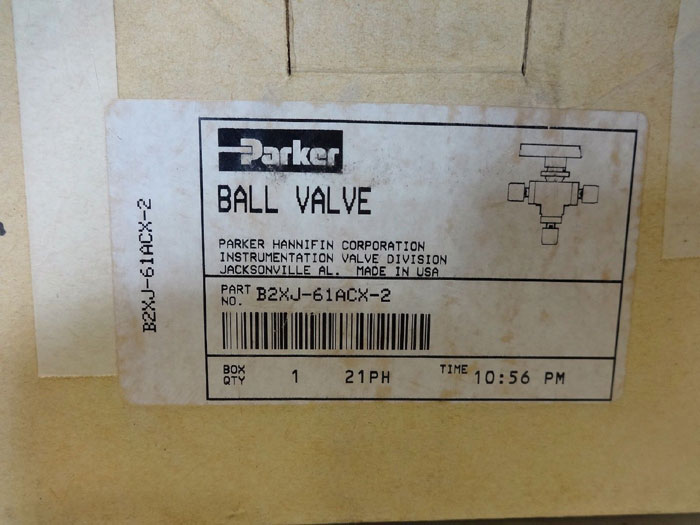 Parker
BALL VALVE
PARKER HANNIFIN CORPORATION
INSTRUMENTATION VALVE DIVISION
JACKSONVILLE AL. MADE IN USA
PART NO. B2XJ-61ACX-2
BOX QTY 1 21PH TIME 10:56 PM
B2XJ-61ACX-2